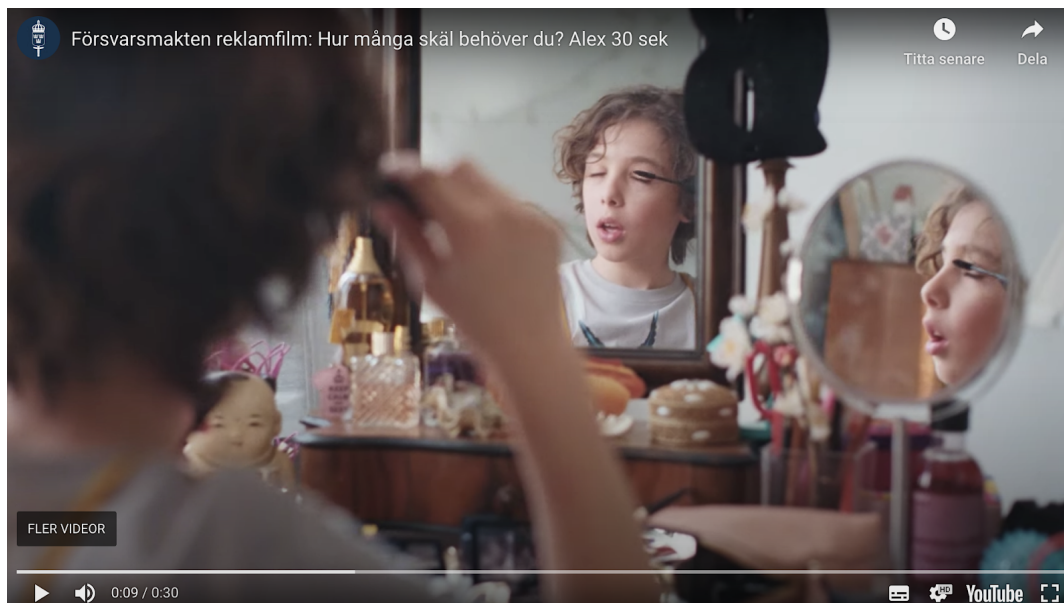 Försvarsmakten reklamfilm: Hur många skäl behöver du? Alex 30 sek
Titta senare
Dela
FLER VIDEOR
0:09 / 0:30
HD
YouTube